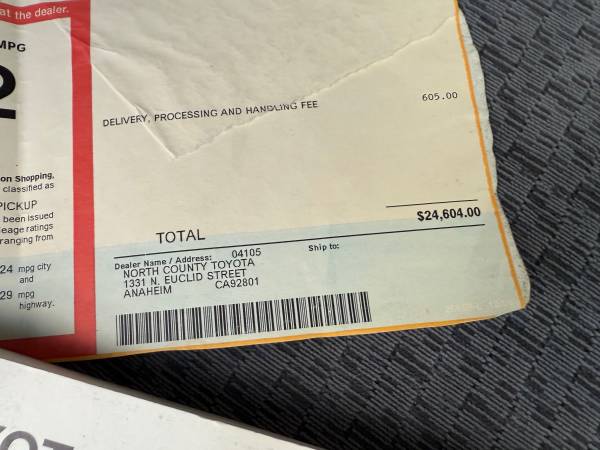 at the dealer.
MPG
2
DELIVERY, PROCESSING AND HANDLING FEE 605.00
on Shopping,
classified as
PICKUP
been issued
eage ratings
ranging from
24 mpg city
and
29 mpg
highway.
$24,604.00
TOTAL
Dealer Name / Address: 04105 Ship to:
NORTH COUNTY TOYOTA
1331 N. EUCLID STREET
ANAHEIM CA92801
YOT